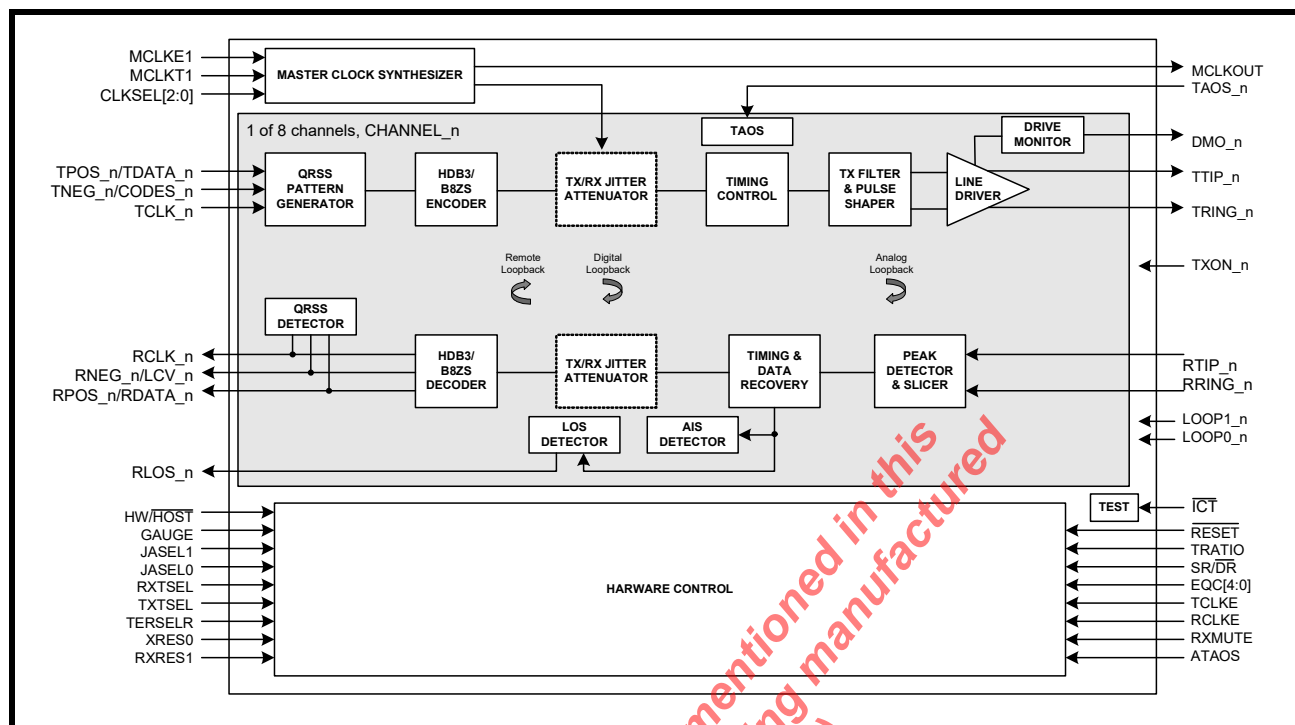 MCLKE1
MCLKT1
CLKSEL[2:0]
MASTER CLOCK SYNTHESIZER
MCLKOUT
TAOS_n
1 of 8 channels, CHANNEL_n
TAOS
DRIVE
MONITOR
DMO_n
TPOS_n/TDATA_n
TNEG_n/CODES_n
TCLK_n
QRSS
PATTERN
GENERATOR
HDB3/
B8ZS
ENCODER
TX/RX JITTER
ATTENUATOR
TIMING
CONTROL
TX FILTER
& PULSE
SHAPER
LINE
DRIVER
TTIP_n
TRING_n
TXON_n
Remote
Loopback
Digital
Loopback
Analog
Loopback
QRSS
DETECTOR
RCLK_n
RNEG_n/LCV_n
RPOS_n/RDATA_n
HDB3/
B8ZS
DECODER
TX/RX JITTER
ATTENUATOR
TIMING &
DATA
RECOVERY
PEAK
DETECTOR
& SLICER
RTIP_n
RRING_n
LOS
DETECTOR
AIS
DETECTOR
LOOP1_n
LOOP0_n
RLOS_n
TEST
ICT
HW/HOST
GAUGE
JASEL1
JASEL0
RXTSEL
TXTSEL
TERSELR
XRES0
RXRES1
HARWARE CONTROL
RESET
TRATIO
SR/DR
EQC[4:0]
TCLKE
RCLKE
RXMUTE
ATAOS
mentioned in this
manufactured